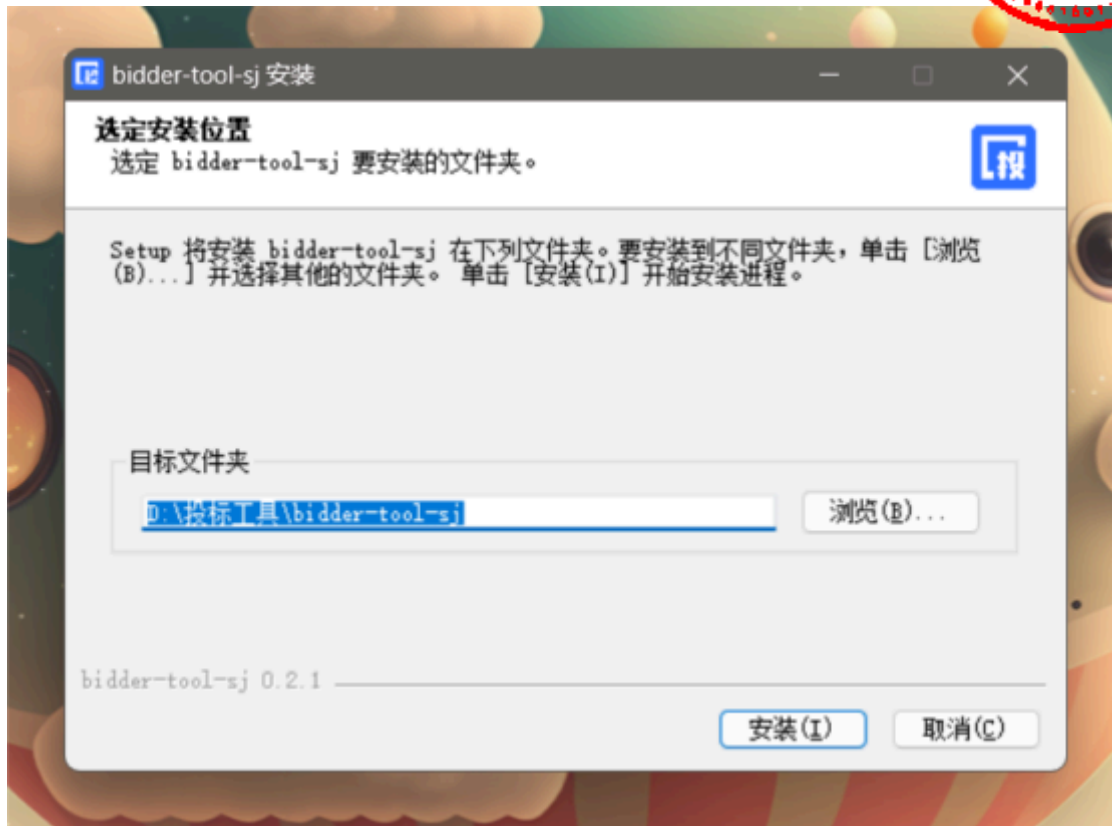 bidder-tool-sj 安装
选定安装位置
选定 bidder-tool-sj 要安装的文件夹。
投
Setup 将安装 bidder-tool-sj 在下列文件夹。要安装到不同文件夹，单击 [浏览
(B)...] 并选择其他的文件夹。 单击 [安装(I)] 开始安装进程。
目标文件夹
D:\投标工具\bidder-tool-sj
浏览(B)...
bidder-tool-sj 0.2.1
安装(I)
取消(C)